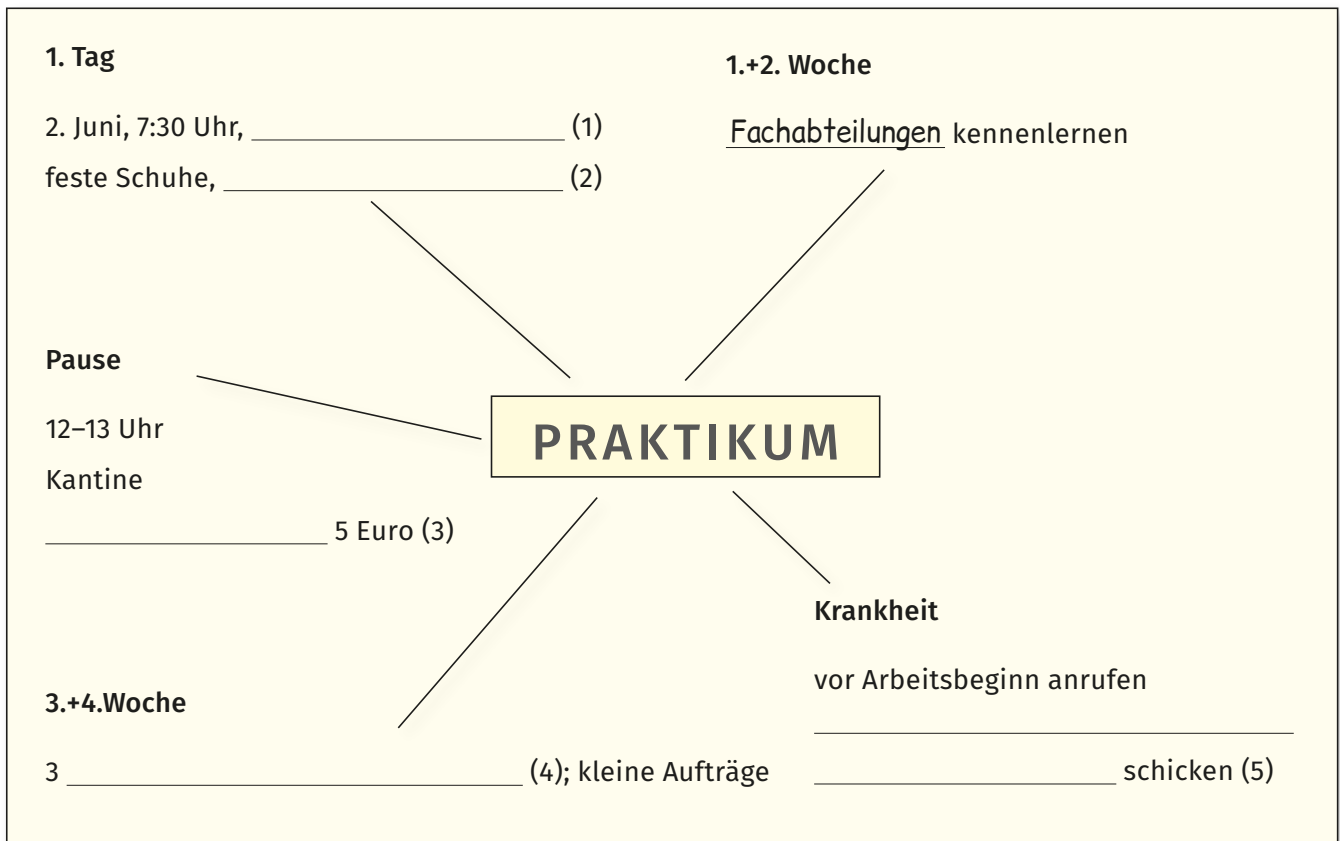 1. Tag
2. Juni, 7:30 Uhr, (1)
feste Schuhe, (2)
1.+2. Woche
Fachabteilungen kennenlernen
Pause
12–13 Uhr
Kantine
5 Euro (3)
PRAKTIKUM
Krankheit
vor Arbeitsbeginn anrufen
schicken (5)
3.+4.Woche
3 (4); kleine Aufträge